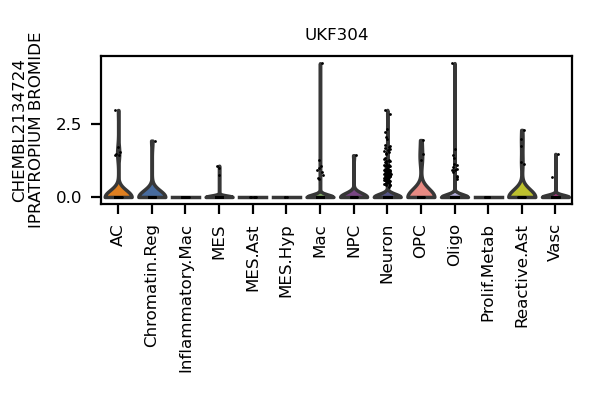 UKF304
CHEMBL2134724
IPRATROPIUM BROMIDE
2.5
0.0
AC
Chromatin.Reg
Inflammatory.Mac
MES
MES.Ast
MES.Hyp
Mac
NPC
Neuron
OPC
Oligo
Prolif.Metab
Reactive.Ast
Vasc